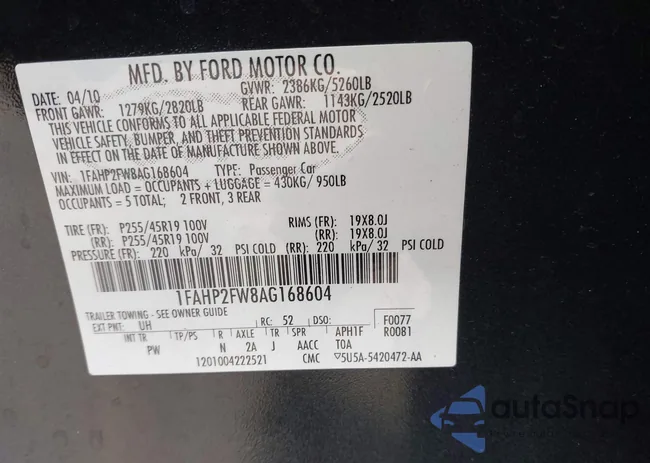 MFD. BY FORD MOTOR CO.
DATE: 04/10 GVWR: 2386KG/5260LB
FRONT GAWR: 1279KG/2820LB REAR GAWR: 1143KG/2520LB
THIS VEHICLE CONFORMS TO ALL APPLICABLE FEDERAL MOTOR
VEHICLE SAFETY, BUMPER, AND THEFT PREVENTION STANDARDS
IN EFFECT ON THE DATE OF MANUFACTURE SHOWN ABOVE.
VIN: 1FAHP2FW8AG168604 TYPE: Passenger Car
MAXIMUM LOAD = OCCUPANTS + LUGGAGE = 430KG/ 950LB
OCCUPANTS = 5 TOTAL; 2 FRONT, 3 REAR
TIRE (FR): P255/45R19 100V RIMS (FR): 19X8.0J
(RR): P255/45R19 100V (RR): 19X8.0J
PRESSURE (FR): 220 kPa/ 32 PSI COLD (RR): 220 kPa/ 32 PSI COLD
1FAHP2FW8AG168604
TRAILER TOWING - SEE OWNER GUIDE F0077
EXT PNT: UH RC: 52 DSO: R0081
INT TR TP/PS R AXLE TR SPR APH1F
PW N 2A J AACC TOA
1201004222521 CMC 5U5A-5420472-AA
autoSnap